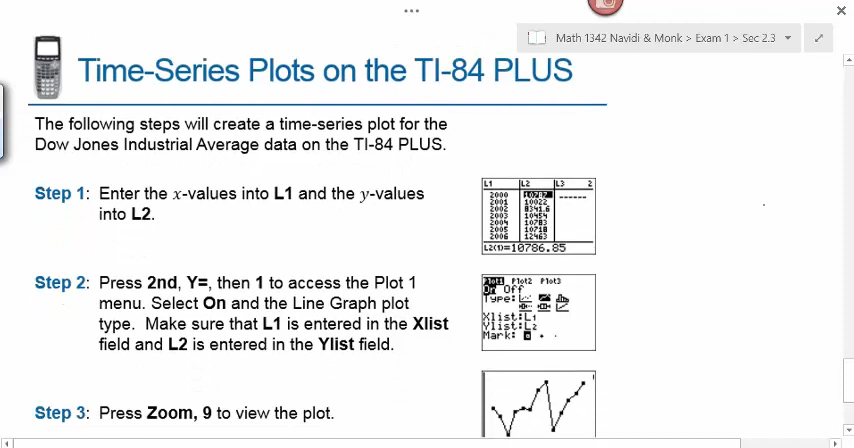 Math 1342 Navidi & Monk > Exam 1 > Sec 2.3
Time-Series Plots on the TI-84 PLUS
The following steps will create a time-series plot for the
Dow Jones Industrial Average data on the TI-84 PLUS.
Step 1: Enter the x-values into L1 and the y-values
into L2.
L1 L2 L3 2
2000 10787 ------
2001 10022
2002 8341.6
2003 10454
2004 10783
2005 10718
2006 12463
L2(1)=10786.85
Step 2: Press 2nd, Y=, then 1 to access the Plot 1
menu. Select On and the Line Graph plot
type. Make sure that L1 is entered in the Xlist
field and L2 is entered in the Ylist field.
Plot1 Plot2 Plot3
On Off
Type:
Xlist:L1
Ylist:L2
Mark:
Step 3: Press Zoom, 9 to view the plot.